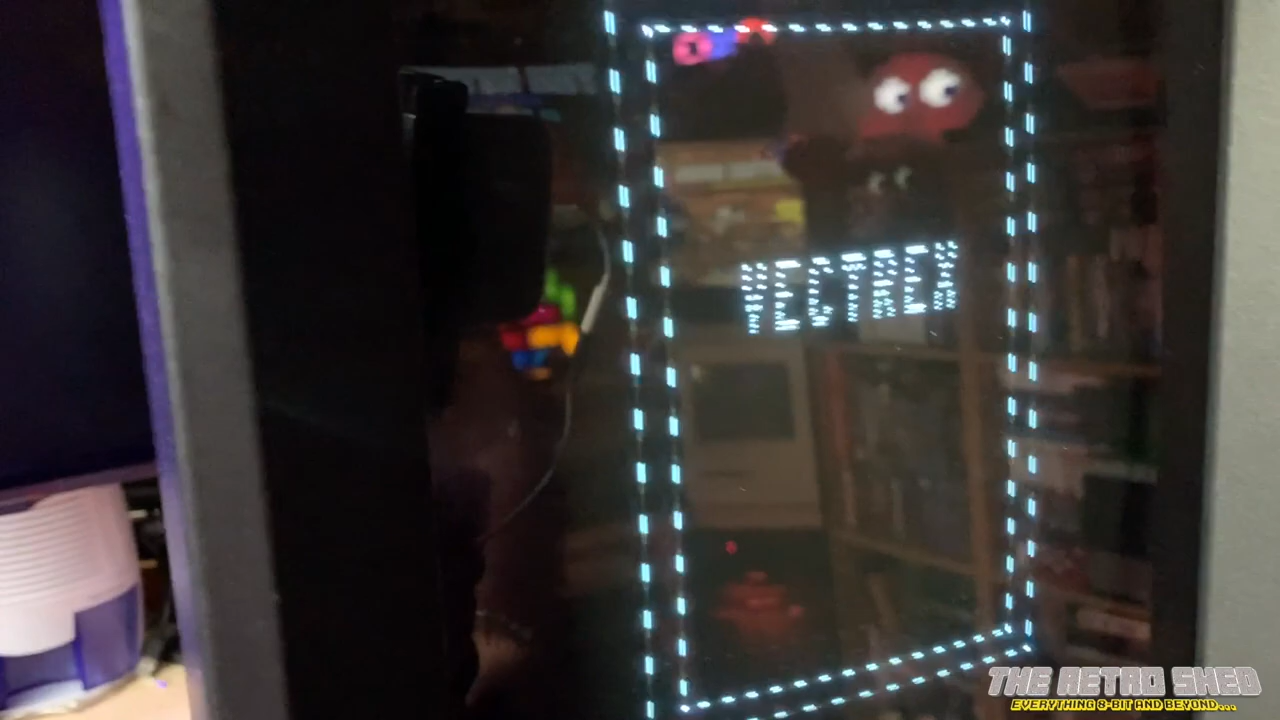 VECTREX
THE RETRO SHED
EVERYTHING 8-BIT AND BEYOND...